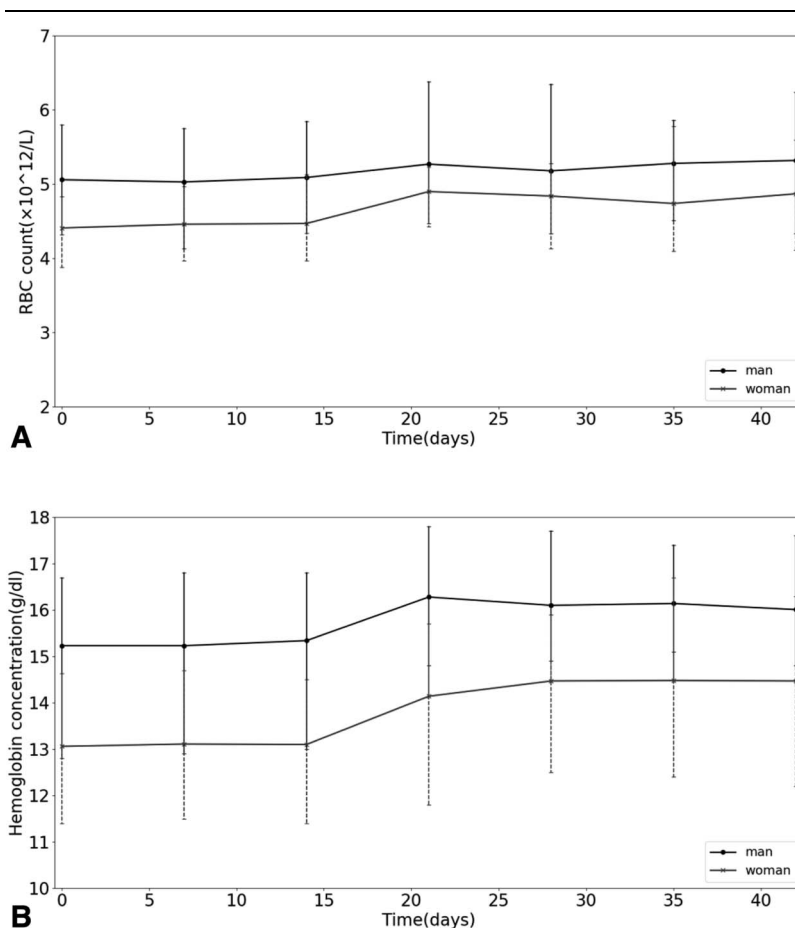 7
6
5
4
3
2
RBC count(×10^12/L)
man
woman
0 5 10 15 20 25 30 35 40
Time(days)
A
18
17
16
15
14
13
12
11
10
Hemoglobin concentration(g/dl)
man
woman
0 5 10 15 20 25 30 35 40
Time(days)
B